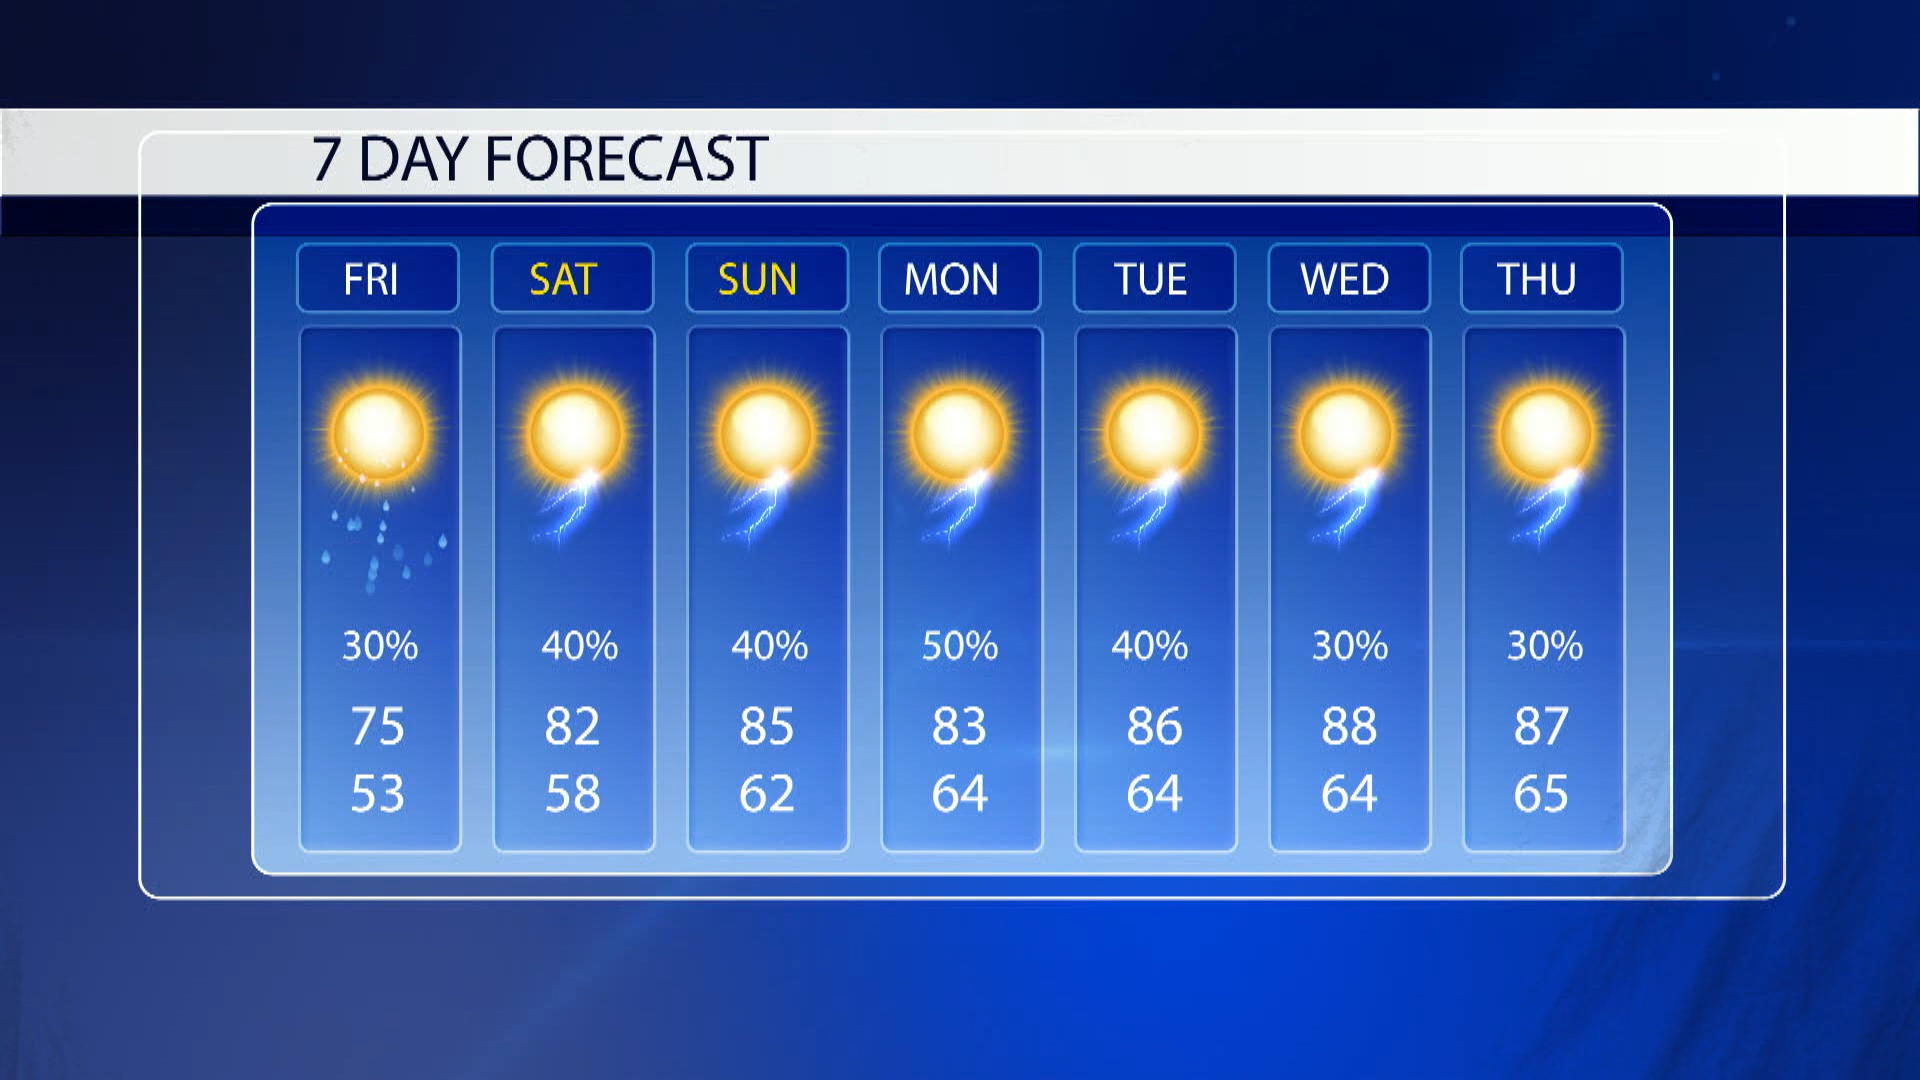 7 DAY FORECAST
FRI SAT SUN MON TUE WED THU
30% 40% 40% 50% 40% 30% 30%
75 82 85 83 86 88 87
53 58 62 64 64 64 65